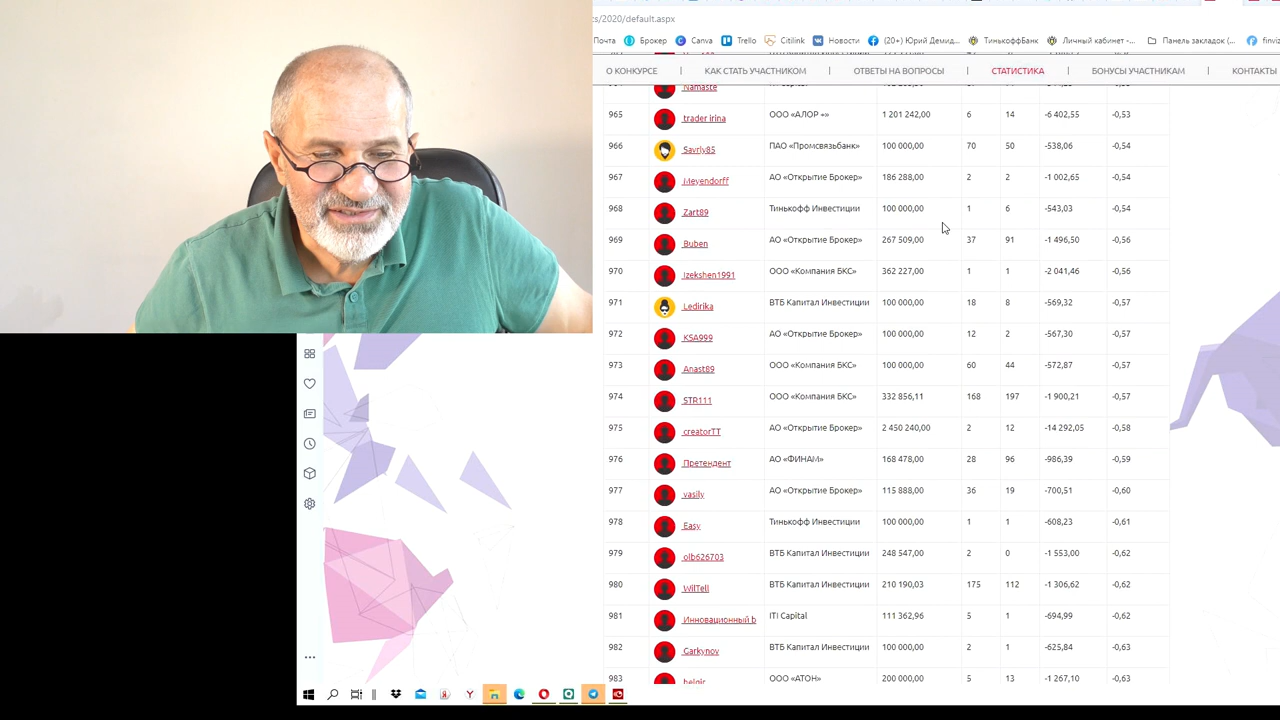 ts/2020/default.aspx
Почта Брокер Canva Trello Citilink Новости (20+) Юрий Демид... ТинькоффБанк Личный кабинет -... Панель закладок (... finviz
О КОНКУРСЕ | КАК СТАТЬ УЧАСТНИКОМ | ОТВЕТЫ НА ВОПРОСЫ | СТАТИСТИКА | БОНУСЫ УЧАСТНИКАМ | КОНТАКТЫ
Namaste
965 trader irina ООО «АЛОР +» 1 201 242,00 6 14 -6 402,55 -0,53
966 Savrly85 ПАО «Промсвязьбанк» 100 000,00 70 50 -538,06 -0,54
967 Meyendorff АО «Открытие Брокер» 186 288,00 2 2 -1 002,65 -0,54
968 Zart89 Тинькофф Инвестиции 100 000,00 1 6 -543,03 -0,54
969 Buben АО «Открытие Брокер» 267 509,00 37 91 -1 496,50 -0,56
970 Izekshen1991 ООО «Компания БКС» 362 227,00 1 1 -2 041,46 -0,56
971 Ledirika ВТБ Капитал Инвестиции 100 000,00 18 8 -569,32 -0,57
972 KSA999 АО «Открытие Брокер» 100 000,00 12 2 -567,30 -0,57
973 Anast89 ООО «Компания БКС» 100 000,00 60 44 -572,87 -0,57
974 STR111 ООО «Компания БКС» 332 856,11 168 197 -1 900,21 -0,57
975 creatorTT АО «Открытие Брокер» 2 450 240,00 2 12 -14 292,05 -0,58
976 Претендент АО «ФИНАМ» 168 478,00 28 96 -986,39 -0,59
977 vasily АО «Открытие Брокер» 115 888,00 36 19 -700,51 -0,60
978 Easy Тинькофф Инвестиции 100 000,00 1 1 -608,23 -0,61
979 olb626703 ВТБ Капитал Инвестиции 248 547,00 2 0 -1 553,00 -0,62
980 WilTell ВТБ Капитал Инвестиции 210 190,03 175 112 -1 306,62 -0,62
981 Инновационный b ITI Capital 111 362,96 5 1 -694,99 -0,62
982 Garkynov ВТБ Капитал Инвестиции 100 000,00 2 1 -625,84 -0,63
983 belgir ООО «АТОН» 200 000,00 5 13 -1 267,10 -0,63